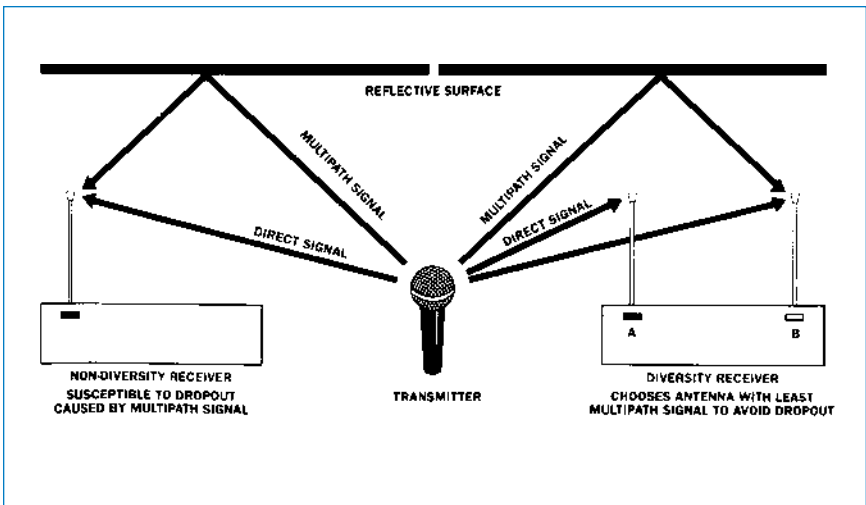 REFLECTIVE SURFACE
MULTIPATH SIGNAL
DIRECT SIGNAL
MULTIPATH SIGNAL
DIRECT SIGNAL
A
B
NON-DIVERSITY RECEIVER
SUSCEPTIBLE TO DROPOUT
CAUSED BY MULTIPATH SIGNAL
TRANSMITTER
DIVERSITY RECEIVER
CHOOSES ANTENNA WITH LEAST
MULTIPATH SIGNAL TO AVOID DROPOUT